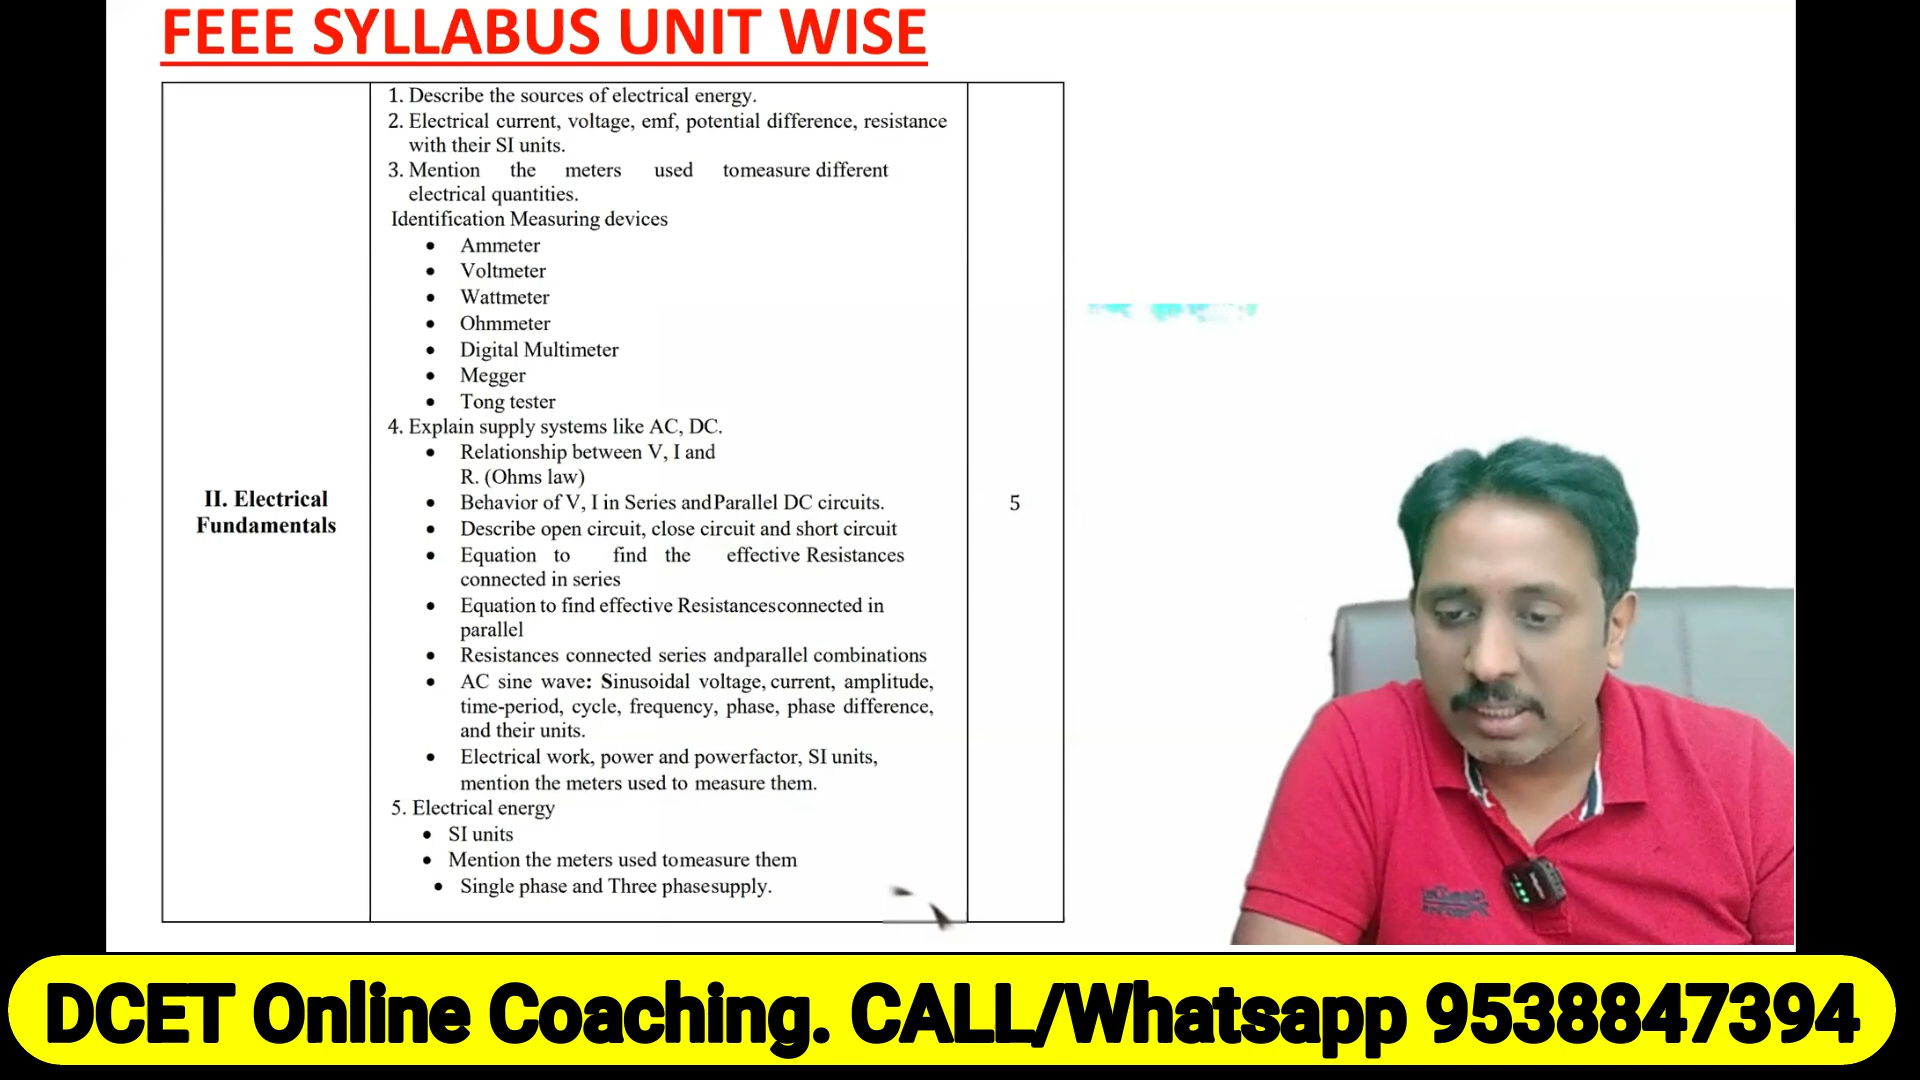 FEEE SYLLABUS UNIT WISE
II. Electrical
Fundamentals
1. Describe the sources of electrical energy.
2. Electrical current, voltage, emf, potential difference, resistance
with their SI units.
3. Mention the meters used tomeasure different
electrical quantities.
Identification Measuring devices
• Ammeter
• Voltmeter
• Wattmeter
• Ohmmeter
• Digital Multimeter
• Megger
• Tong tester
4. Explain supply systems like AC, DC.
• Relationship between V, I and
R. (Ohms law)
• Behavior of V, I in Series andParallel DC circuits.
• Describe open circuit, close circuit and short circuit
• Equation to find the effective Resistances
connected in series
• Equation to find effective Resistancesconnected in
parallel
• Resistances connected series andparallel combinations
• AC sine wave: Sinusoidal voltage, current, amplitude,
time-period, cycle, frequency, phase, phase difference,
and their units.
• Electrical work, power and powerfactor, SI units,
mention the meters used to measure them.
5. Electrical energy
• SI units
• Mention the meters used tomeasure them
• Single phase and Three phasesupply.
5
DCET Online Coaching. CALL/Whatsapp 9538847394